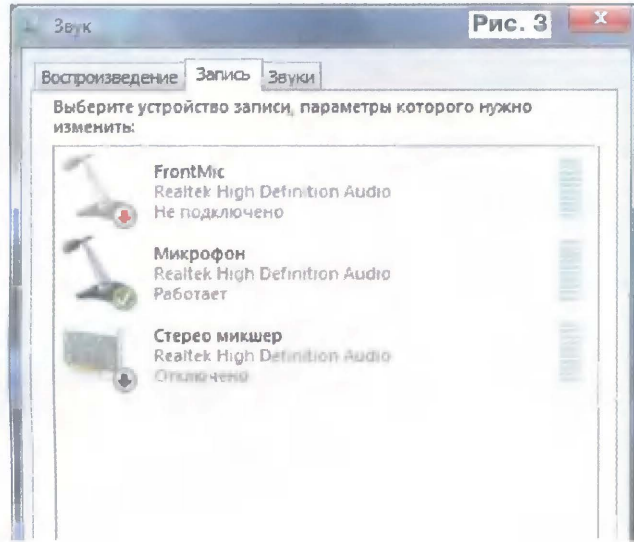 Звук
Рис. 3
Воспроизведение Запись Звуки
Выберите устройство записи, параметры которого нужно
изменить:
FrontMic
Realtek High Definition Audio
Не подключено
Микрофон
Realtek High Definition Audio
Работает
Стерео микшер
Realtek High Definition Audio
Отключено